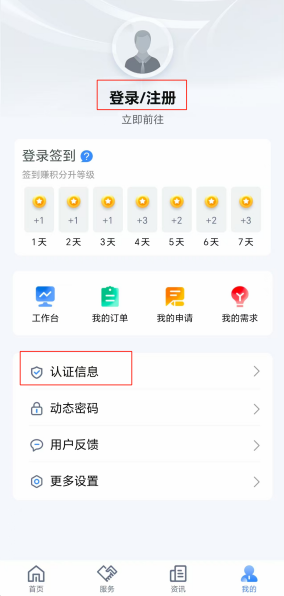 登录/注册
立即前往
登录签到 ?
签到赚积分升等级
+1 +1 +1 +3 +2 +2 +3
1天 2天 3天 4天 5天 6天 7天
工作台 我的订单 我的申请 我的需求
认证信息
动态密码
用户反馈
更多设置
首页 服务 资讯 我的